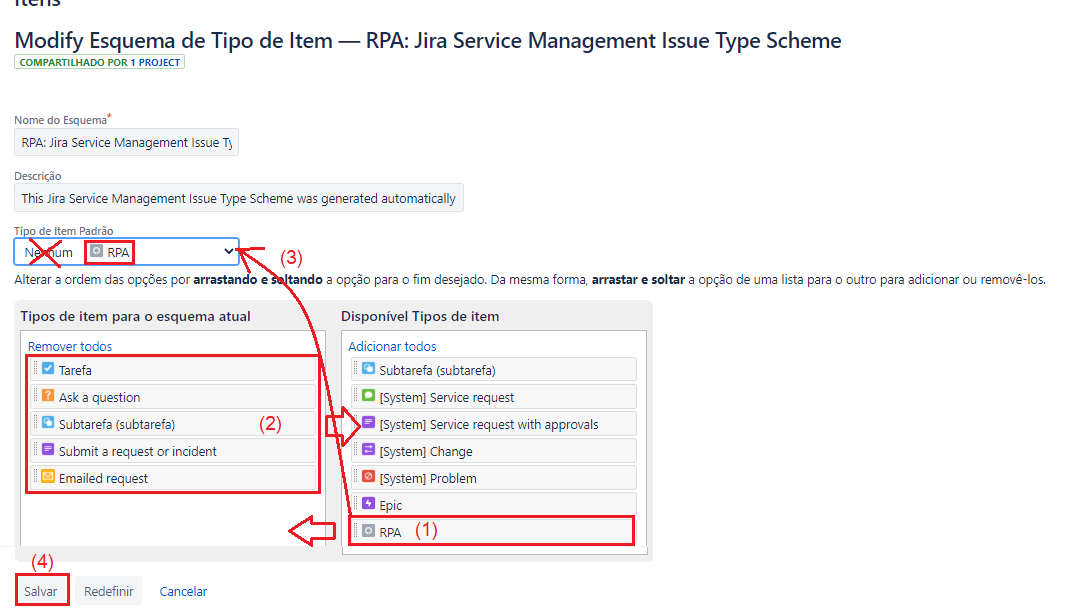 Itens
Modify Esquema de Tipo de Item — RPA: Jira Service Management Issue Type Scheme
COMPARTILHADO POR 1 PROJECT
Nome do Esquema*
RPA: Jira Service Management Issue Ty
Descrição
This Jira Service Management Issue Type Scheme was generated automatically
Tipo de Item Padrão
Nenhum RPA
(3)
Alterar a ordem das opções por arrastando e soltando a opção para o fim desejado. Da mesma forma, arrastar e soltar a opção de uma lista para o outro para adicionar ou removê-los.
Tipos de item para o esquema atual
Disponível Tipos de item
Remover todos
Adicionar todos
Tarefa
Subtarefa (subtarefa)
Ask a question
[System] Service request
Subtarefa (subtarefa)
(2)
[System] Service request with approvals
Submit a request or incident
[System] Change
Emailed request
[System] Problem
Epic
RPA (1)
(4)
Salvar Redefinir Cancelar